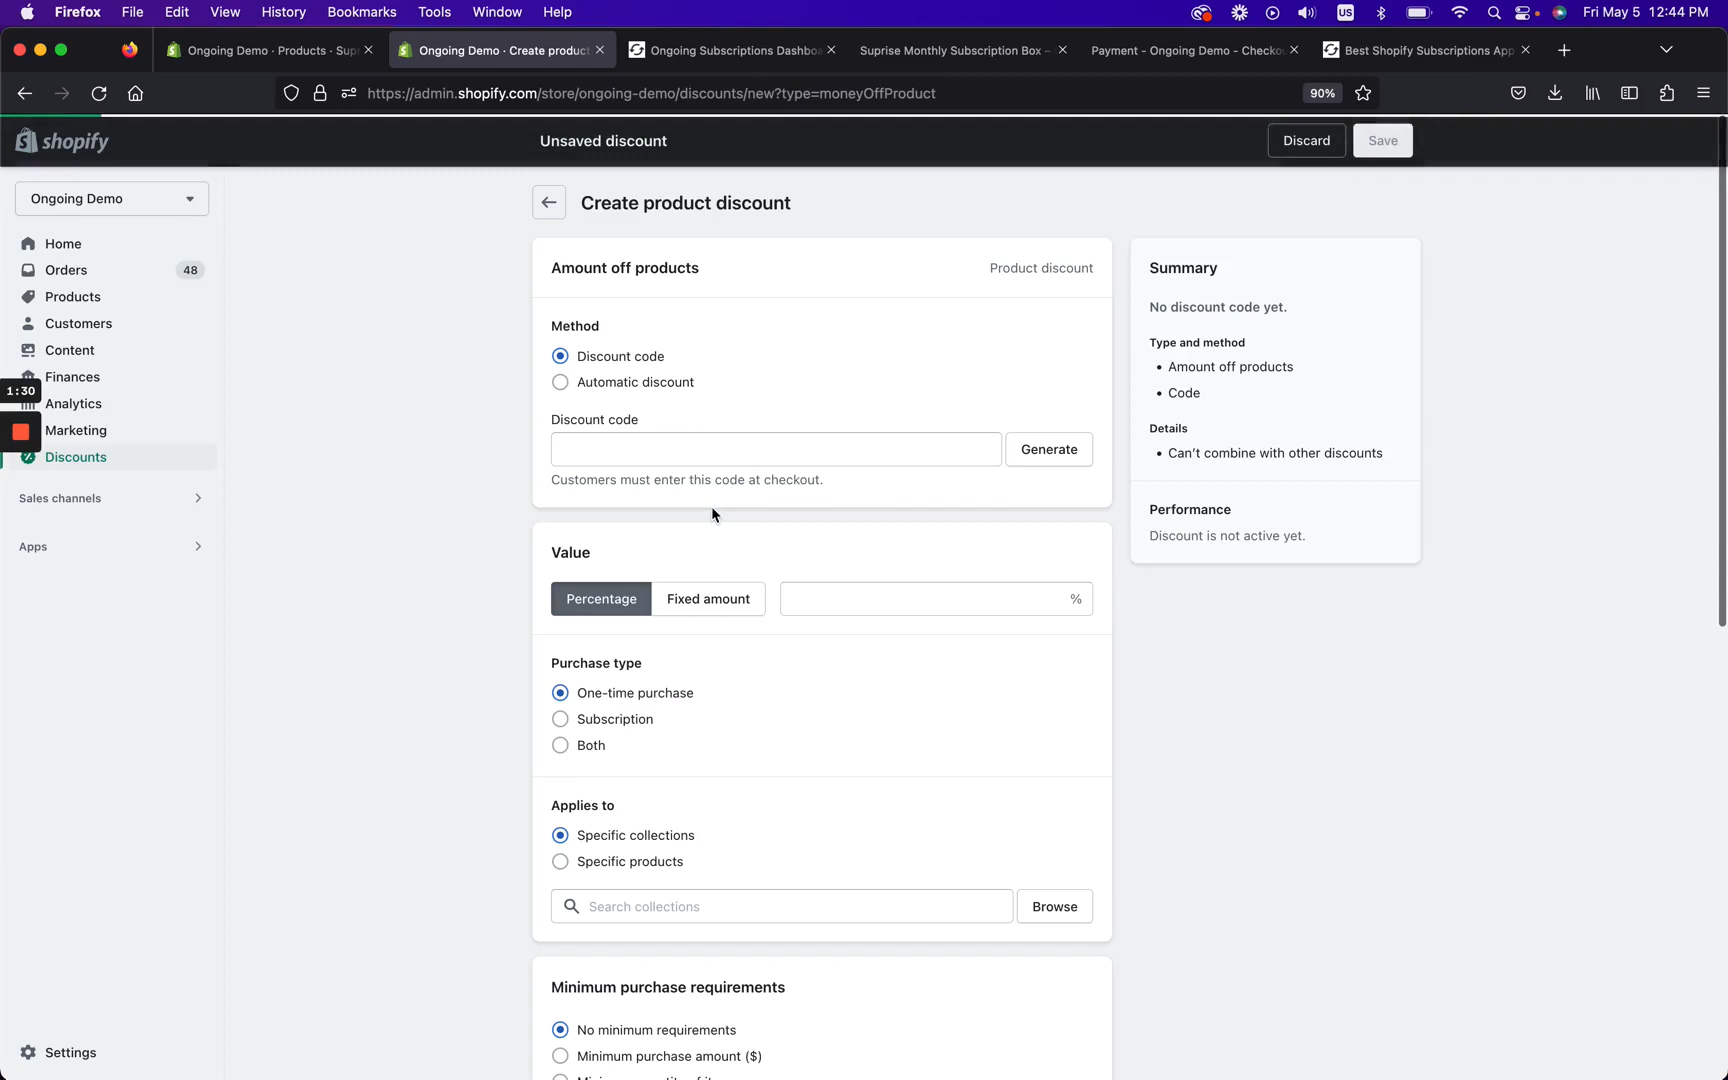 Firefox File Edit View History Bookmarks Tools Window Help US Fri May 5 12:44 PM
Ongoing Demo · Products · Sup Ongoing Demo · Create product Ongoing Subscriptions Dashboa Suprise Monthly Subscription Box – Payment - Ongoing Demo - Checko Best Shopify Subscriptions App
https://admin.shopify.com/store/ongoing-demo/discounts/new?type=moneyOffProduct 90%
shopify Unsaved discount Discard Save
Ongoing Demo
Home
Orders 48
Products
Customers
Content
Finances
1:30
Analytics
Marketing
Discounts
Sales channels
Apps
Settings
Create product discount
Amount off products Product discount
Method
Discount code
Automatic discount
Discount code
Generate
Customers must enter this code at checkout.
Value
Percentage Fixed amount %
Purchase type
One-time purchase
Subscription
Both
Applies to
Specific collections
Specific products
Search collections Browse
Minimum purchase requirements
No minimum requirements
Minimum purchase amount ($)
Summary
No discount code yet.
Type and method
• Amount off products
• Code
Details
• Can't combine with other discounts
Performance
Discount is not active yet.